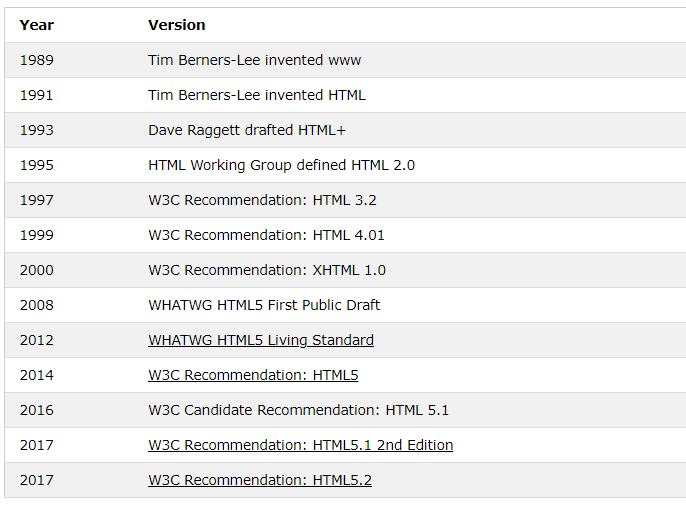 Year Version
1989 Tim Berners-Lee invented www
1991 Tim Berners-Lee invented HTML
1993 Dave Raggett drafted HTML+
1995 HTML Working Group defined HTML 2.0
1997 W3C Recommendation: HTML 3.2
1999 W3C Recommendation: HTML 4.01
2000 W3C Recommendation: XHTML 1.0
2008 WHATWG HTML5 First Public Draft
2012 WHATWG HTML5 Living Standard
2014 W3C Recommendation: HTML5
2016 W3C Candidate Recommendation: HTML 5.1
2017 W3C Recommendation: HTML5.1 2nd Edition
2017 W3C Recommendation: HTML5.2